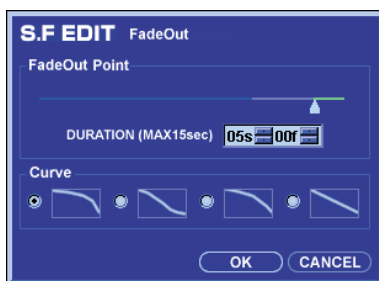 S.F EDIT FadeOut
FadeOut Point
DURATION (MAX15sec) 05s 00f
Curve
OK CANCEL